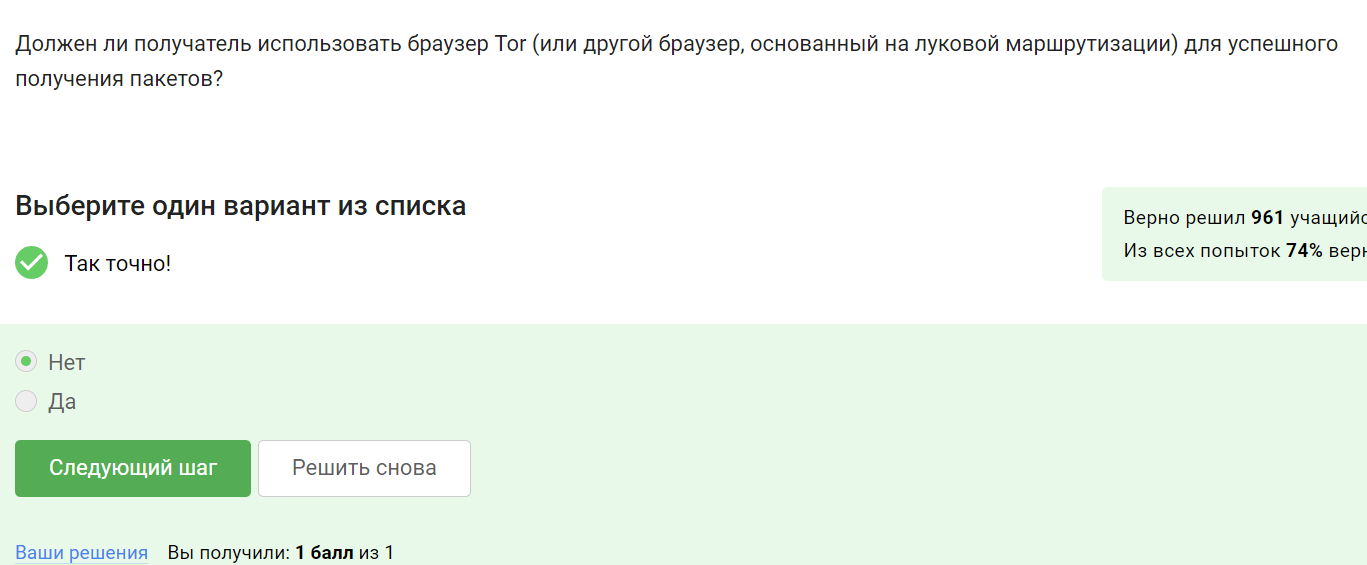 Должен ли получатель использовать браузер Tor (или другой браузер, основанный на луковой маршрутизации) для успешного
получения пакетов?
Выберите один вариант из списка
Так точно!
Верно решил 961
Из всех попыток 74%
Нет
Да
Следующий шаг
Решить снова
Ваши решения Вы получили: 1 балл из 1